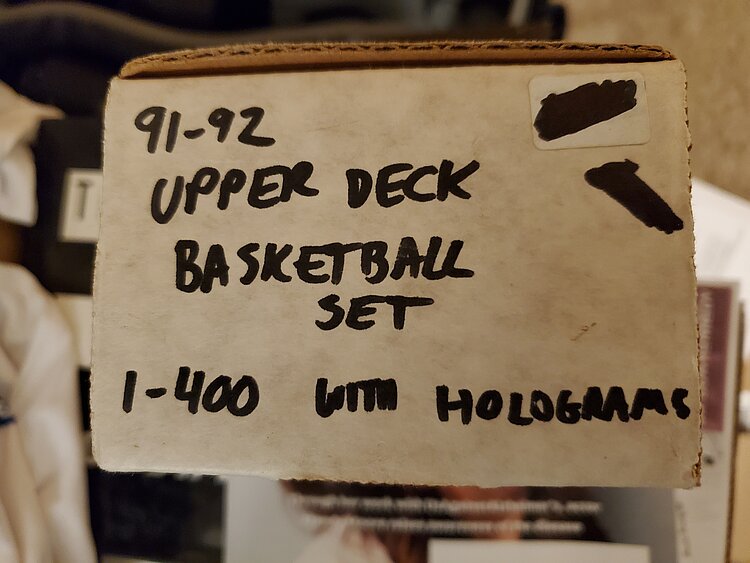 91-92
UPPER DECK
BASKETBALL
SET
1-400 WITH HOLOGRAMS
T